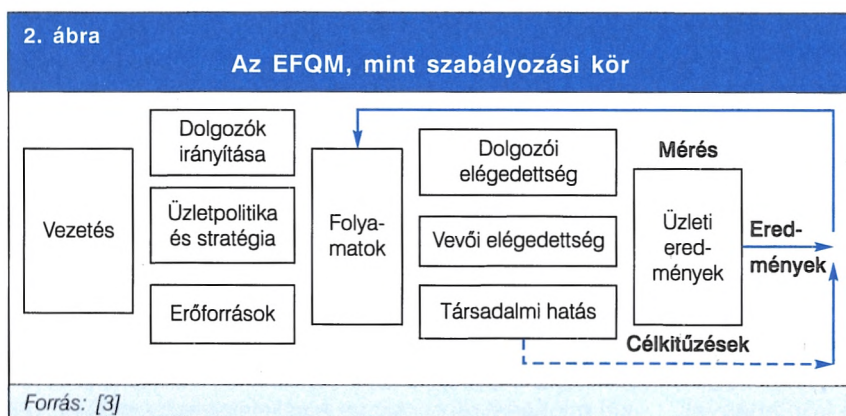 2. ábra
Az EFQM, mint szabályozási kör
Vezetés
Dolgozók
irányítása
Üzletpolitika
és stratégia
Erőforrások
Folya-
matok
Dolgozói
elégedettség
Vevői elégedettség
Társadalmi hatás
Mérés
Üzleti
ered-
mények
Ered-
mények
Célkitűzések
Forrás: [3]